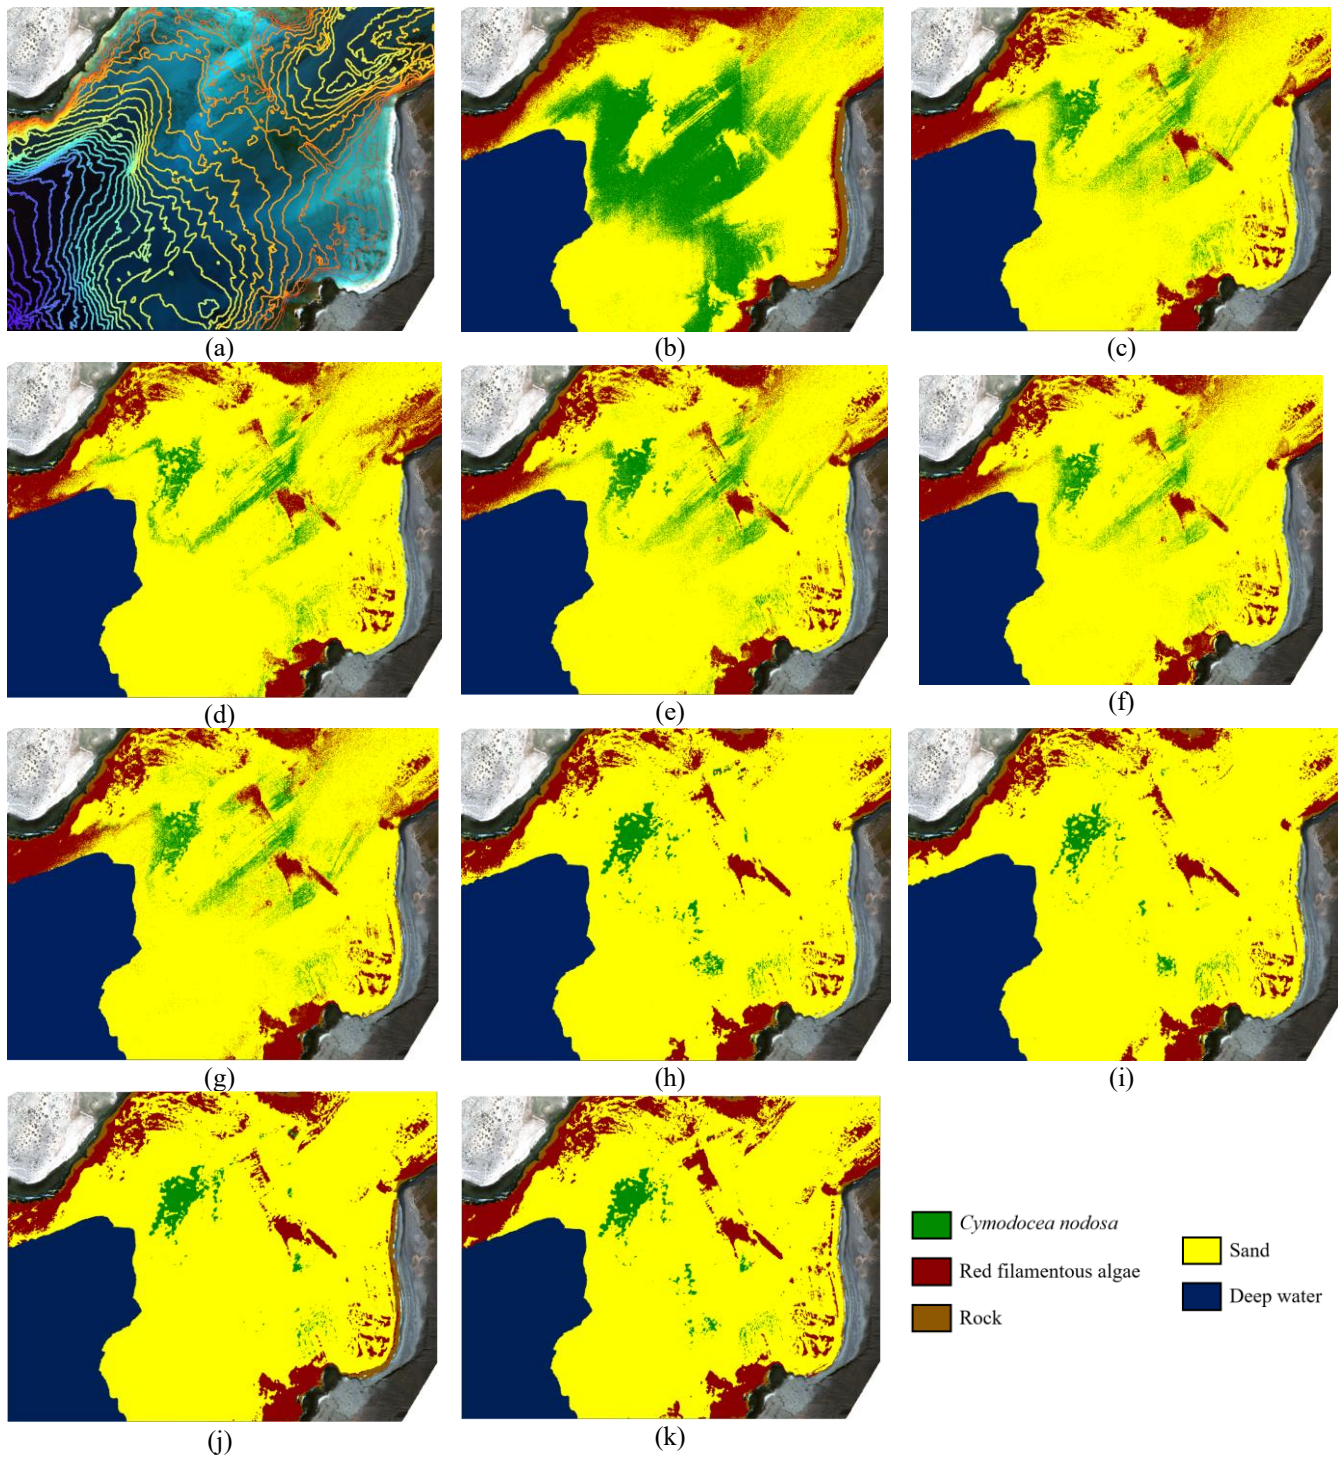 (a)
(b)
(c)
(d)
(e)
(f)
(g)
(h)
(i)
(j)
(k)
Cymodocea nodosa
Red filamentous algae
Rock
Sand
Deep water